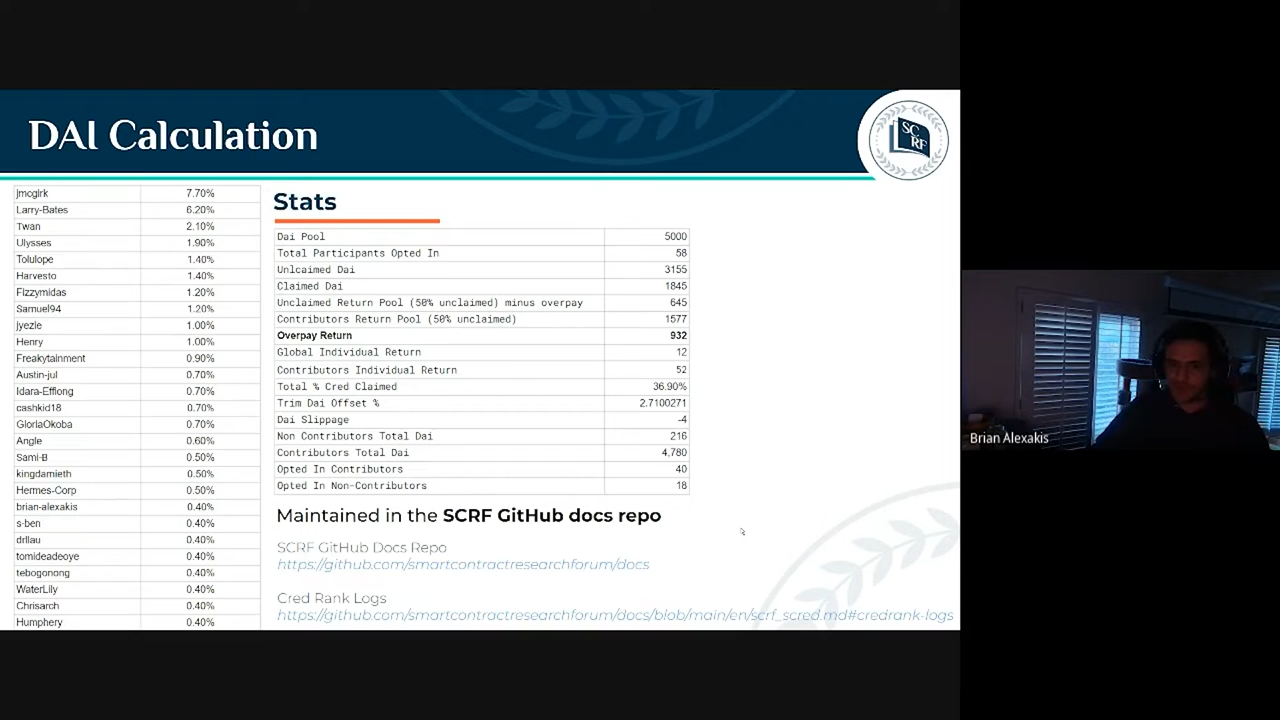 DAI Calculation
SC
RF
jmcgirk 7.70%
Larry-Bates 6.20%
Twan 2.10%
Ulysses 1.90%
Tolulope 1.40%
Harvesto 1.40%
Fizzymidas 1.20%
Samuel94 1.20%
jyezie 1.00%
Henry 1.00%
Freakytainment 0.90%
Austin-jul 0.70%
Idara-Effiong 0.70%
cashkid18 0.70%
GloriaOkoba 0.70%
Angle 0.60%
Sami-B 0.50%
kingdamieth 0.50%
Hermes-Corp 0.50%
brian-alexakis 0.40%
s-ben 0.40%
drllau 0.40%
tomideadeoye 0.40%
tebogonong 0.40%
WaterLily 0.40%
Chrisarch 0.40%
Humphery 0.40%
Stats
Dai Pool 5000
Total Participants Opted In 58
Unlcaimed Dai 3155
Claimed Dai 1845
Unclaimed Return Pool (50% unclaimed) minus overpay 645
Contributors Return Pool (50% unclaimed) 1577
Overpay Return 932
Global Individual Return 12
Contributors Individual Return 52
Total % Cred Claimed 36.90%
Trim Dai Offset % 2.7100271
Dai Slippage -4
Non Contributors Total Dai 216
Contributors Total Dai 4,780
Opted In Contributors 40
Opted In Non-Contributors 18
Maintained in the SCRF GitHub docs repo
SCRF GitHub Docs Repo
https://github.com/smartcontractresearchforum/docs
Cred Rank Logs
https://github.com/smartcontractresearchforum/docs/blob/main/en/scrf_scred.md#credrank-logs
Brian Alexakis